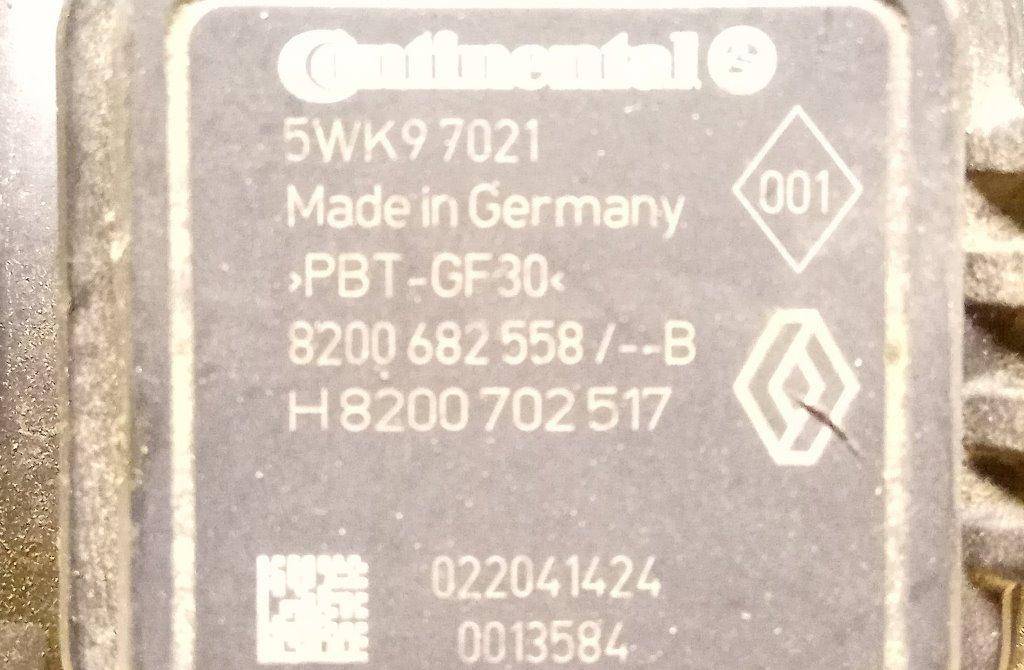 Continental
5WK9 7021
001
Made in Germany
>PBT-GF30<
8200 682 558 /--B
H 8200 702 517
022041424
0013584